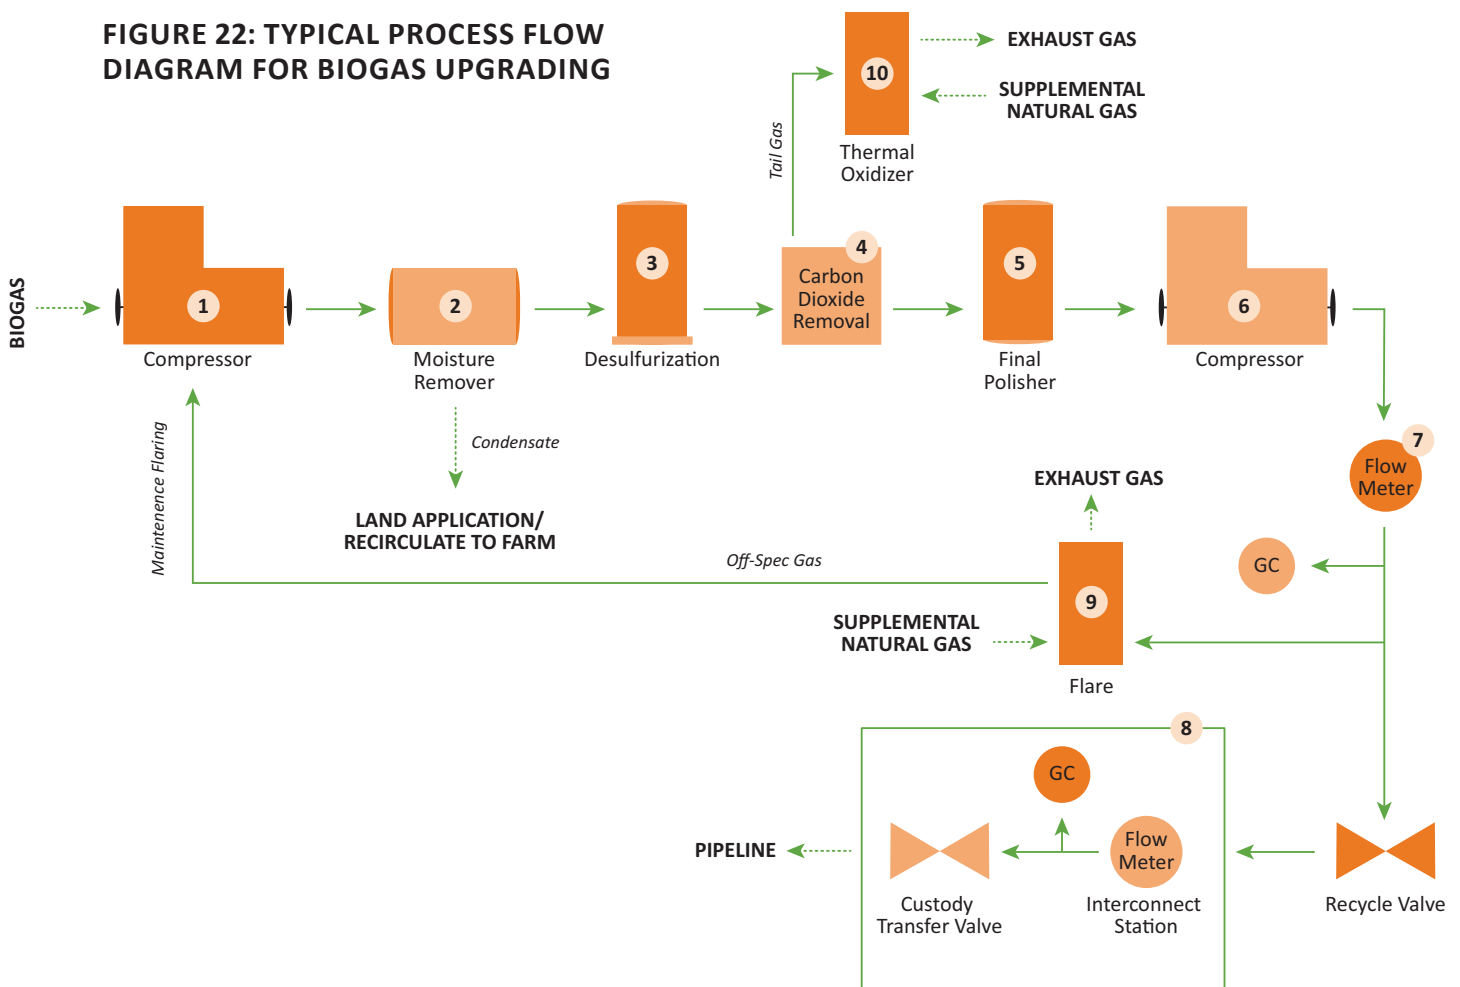 FIGURE 22: TYPICAL PROCESS FLOW
DIAGRAM FOR BIOGAS UPGRADING
10
EXHAUST GAS
SUPPLEMENTAL
NATURAL GAS
Thermal
Oxidizer
Tail Gas
BIOGAS
1
Compressor
2
Moisture
Remover
3
Desulfurization
4
Carbon
Dioxide
Removal
5
Final
Polisher
6
Compressor
Maintenence Flaring
Condensate
LAND APPLICATION/
RECIRCULATE TO FARM
7
Flow
Meter
EXHAUST GAS
GC
Off-Spec Gas
9
SUPPLEMENTAL
NATURAL GAS
Flare
8
GC
PIPELINE
Flow
Meter
Custody
Transfer Valve
Interconnect
Station
Recycle Valve